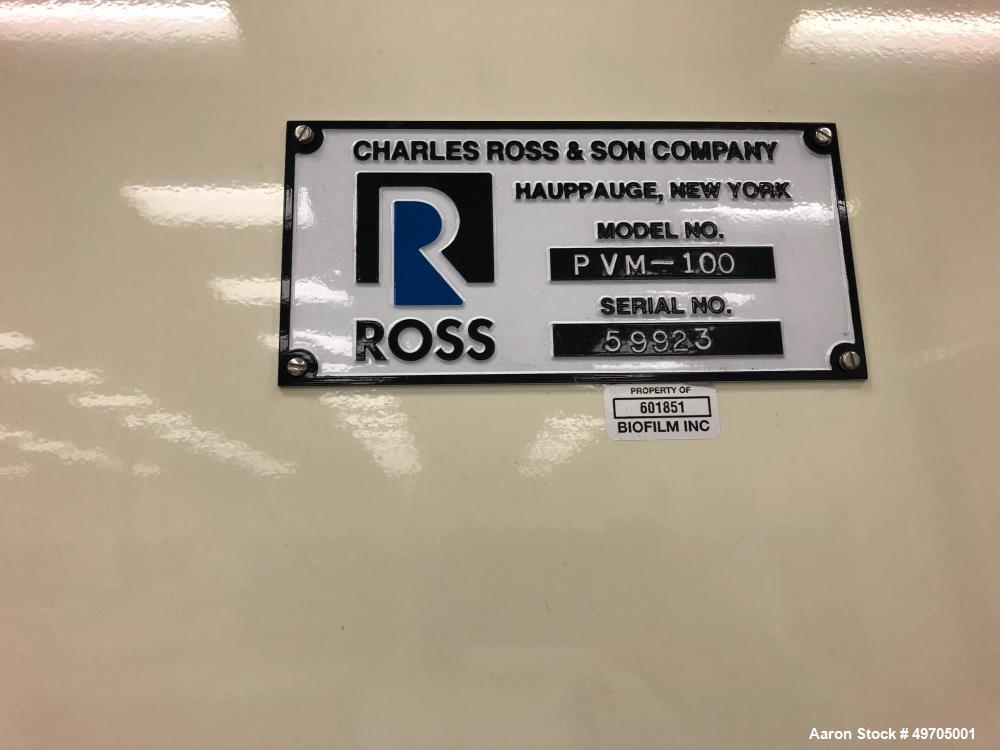 CHARLES ROSS & SON COMPANY
HAUPPAUGE, NEW YORK
MODEL NO.
PVM-100
SERIAL NO.
59923
R
ROSS
PROPERTY OF
601851
BIOFILM INC
Aaron Stock # 49705001